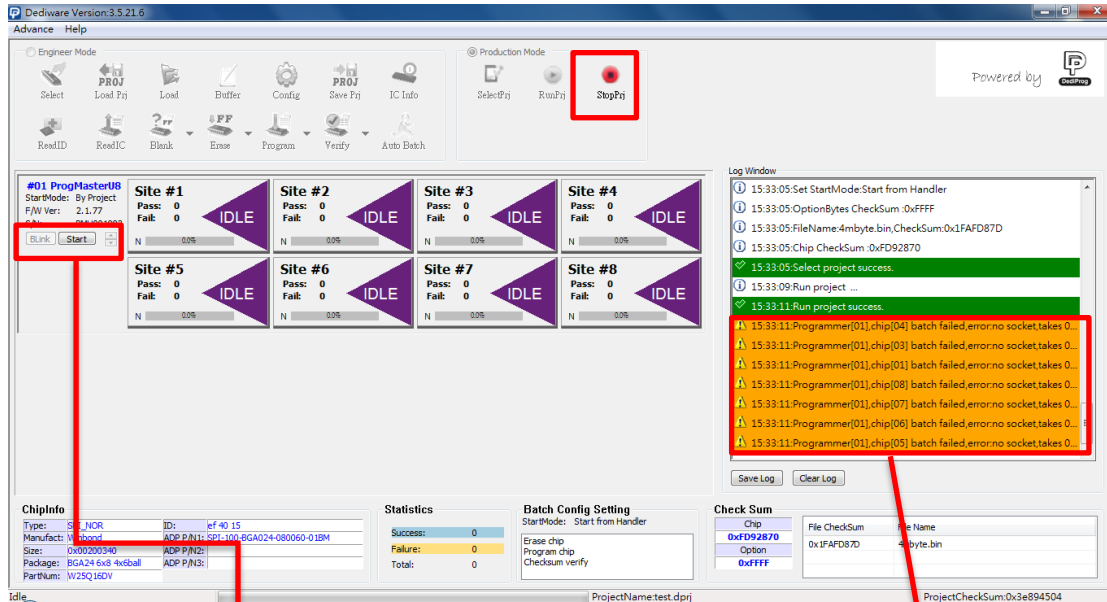 Dediware Version:3.5.21.6
Advance Help
Engineer Mode
Production Mode
Select Load Prj Load Buffer Config Save Prj IC Info
SelectPrj RunPrj StopPrj
PROJ PROJ
ReadID ReadIC Blank Erase Program Verify Auto Batch
Powered by DediProg
#01 ProgMasterU8
StartMode: By Project
F/W Ver: 2.1.77
BLink Start
Site #1
Pass: 0
Fail: 0
IDLE
N 0.0%
Site #2
Pass: 0
Fail: 0
IDLE
N 0.0%
Site #3
Pass: 0
Fail: 0
IDLE
N 0.0%
Site #4
Pass: 0
Fail: 0
IDLE
N 0.0%
Site #5
Pass: 0
Fail: 0
IDLE
N 0.0%
Site #6
Pass: 0
Fail: 0
IDLE
N 0.0%
Site #7
Pass: 0
Fail: 0
IDLE
N 0.0%
Site #8
Pass: 0
Fail: 0
IDLE
N 0.0%
Log Window
15:33:05:Set StartMode:Start from Handler
15:33:05:OptionBytes CheckSum :0xFFFF
15:33:05:FileName:4mbyte.bin,CheckSum:0x1FAFD87D
15:33:05:Chip CheckSum :0xFD92870
15:33:05:Select project success.
15:33:09:Run project ...
15:33:11:Run project success.
15:33:11:Programmer[01],chip[04] batch failed,error:no socket,takes 0...
15:33:11:Programmer[01],chip[03] batch failed,error:no socket,takes 0...
15:33:11:Programmer[01],chip[01] batch failed,error:no socket,takes 0...
15:33:11:Programmer[01],chip[08] batch failed,error:no socket,takes 0...
15:33:11:Programmer[01],chip[07] batch failed,error:no socket,takes 0...
15:33:11:Programmer[01],chip[06] batch failed,error:no socket,takes 0...
15:33:11:Programmer[01],chip[05] batch failed,error:no socket,takes 0...
Save Log Clear Log
ChipInfo
Type: SPI_NOR ID: ef 40 15
Manufact: Winbond ADP P/N1: SPI-100-BGA024-080060-01BM
Size: 0x00200340 ADP P/N2:
Package: BGA24 6x8 4x6ball ADP P/N3:
PartNum: W25Q16DV
Statistics
Success: 0
Failure: 0
Total: 0
Batch Config Setting
StartMode: Start from Handler
Erase chip
Program chip
Checksum verify
Check Sum
Chip
0xFD92870
Option
0xFFFF
File CheckSum File Name
0x1FAFD87D 4mbyte.bin
Idle ProjectName:test.dprj ProjectCheckSum:0x3e894504